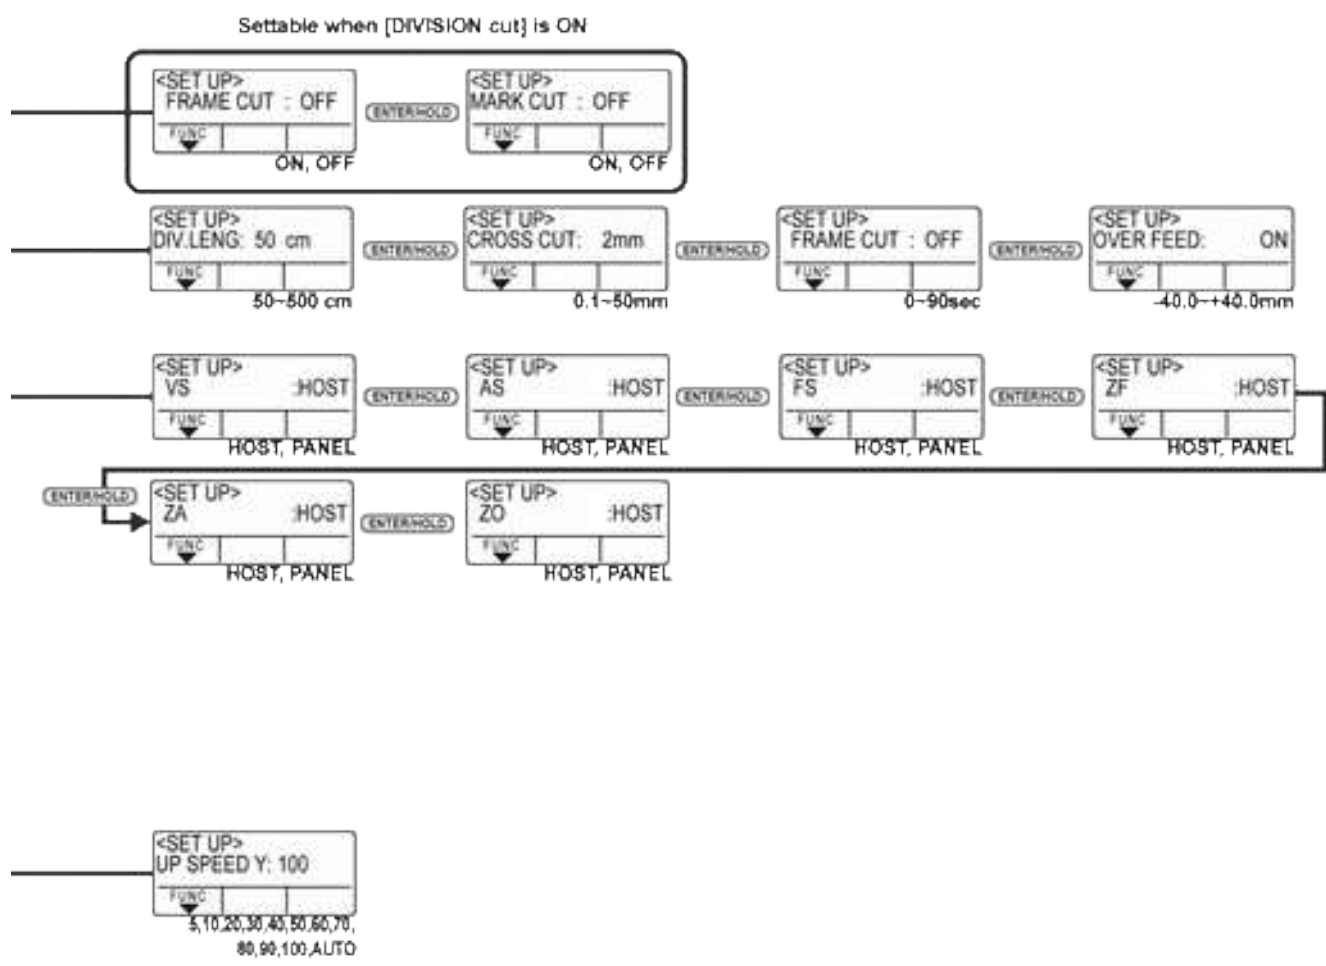 Settable when [DIVISION cut] is ON
<SET UP>
FRAME CUT : OFF
FUNC
ON, OFF
ENTER/HOLD
<SET UP>
MARK CUT : OFF
FUNC
ON, OFF
<SET UP>
DIV.LENG: 50 cm
FUNC
50~500 cm
ENTER/HOLD
<SET UP>
CROSS CUT: 2mm
FUNC
0.1~50mm
ENTER/HOLD
<SET UP>
FRAME CUT : OFF
FUNC
0~90sec
ENTER/HOLD
<SET UP>
OVER FEED: ON
FUNC
-40.0~+40.0mm
<SET UP>
VS :HOST
FUNC
HOST, PANEL
ENTER/HOLD
<SET UP>
AS :HOST
FUNC
HOST, PANEL
ENTER/HOLD
<SET UP>
FS :HOST
FUNC
HOST, PANEL
ENTER/HOLD
<SET UP>
ZF :HOST
FUNC
HOST, PANEL
ENTER/HOLD
<SET UP>
ZA :HOST
FUNC
HOST, PANEL
ENTER/HOLD
<SET UP>
ZO :HOST
FUNC
HOST, PANEL
<SET UP>
UP SPEED Y: 100
FUNC
5,10,20,30,40,50,60,70,
80,90,100,AUTO